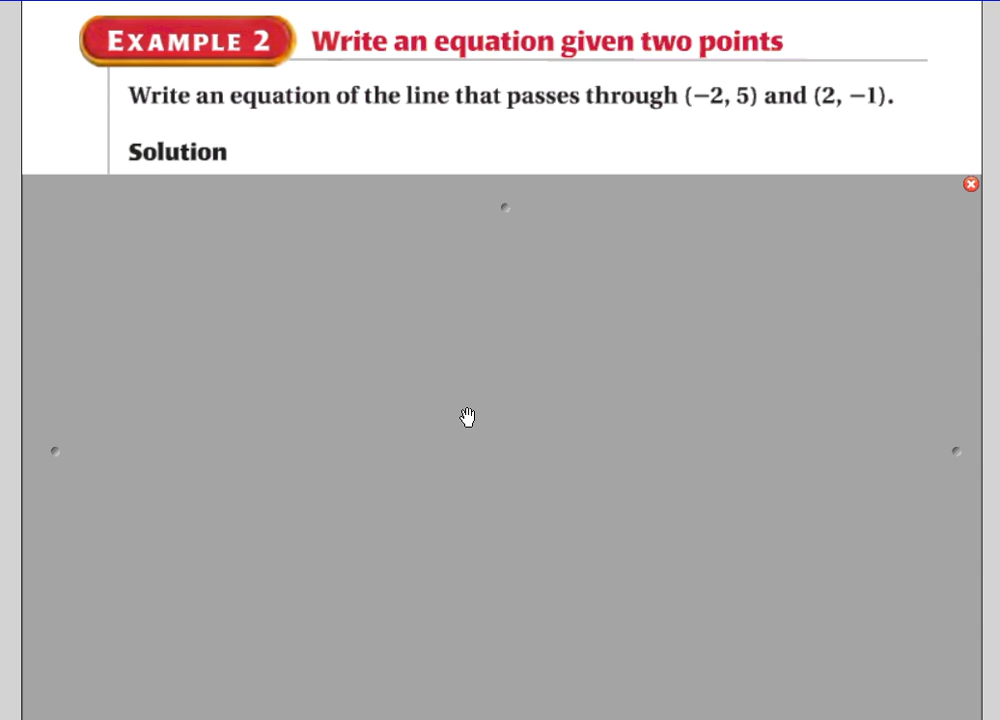 EXAMPLE 2 Write an equation given two points
Write an equation of the line that passes through (−2, 5) and (2, −1).
Solution